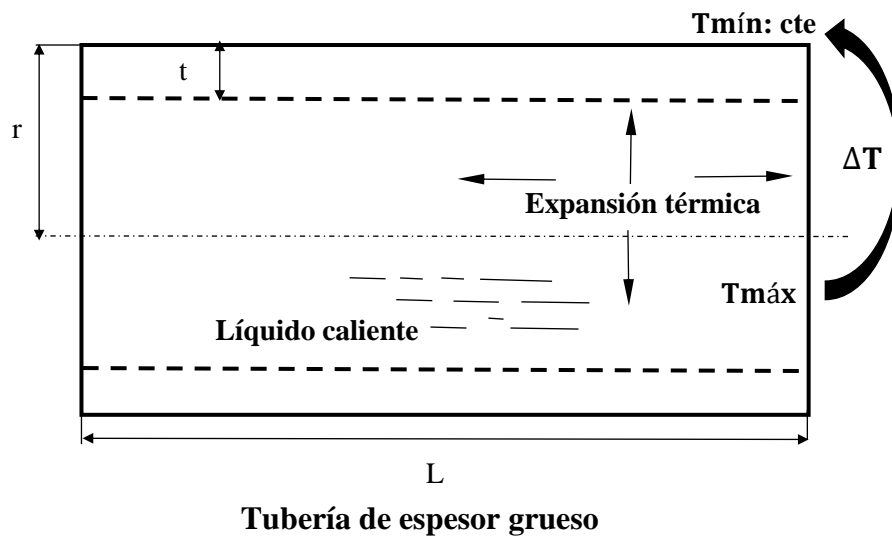 Tmín: cte
t
r
ΔT
Expansión térmica
Tmáx
Líquido caliente
L
Tubería de espesor grueso